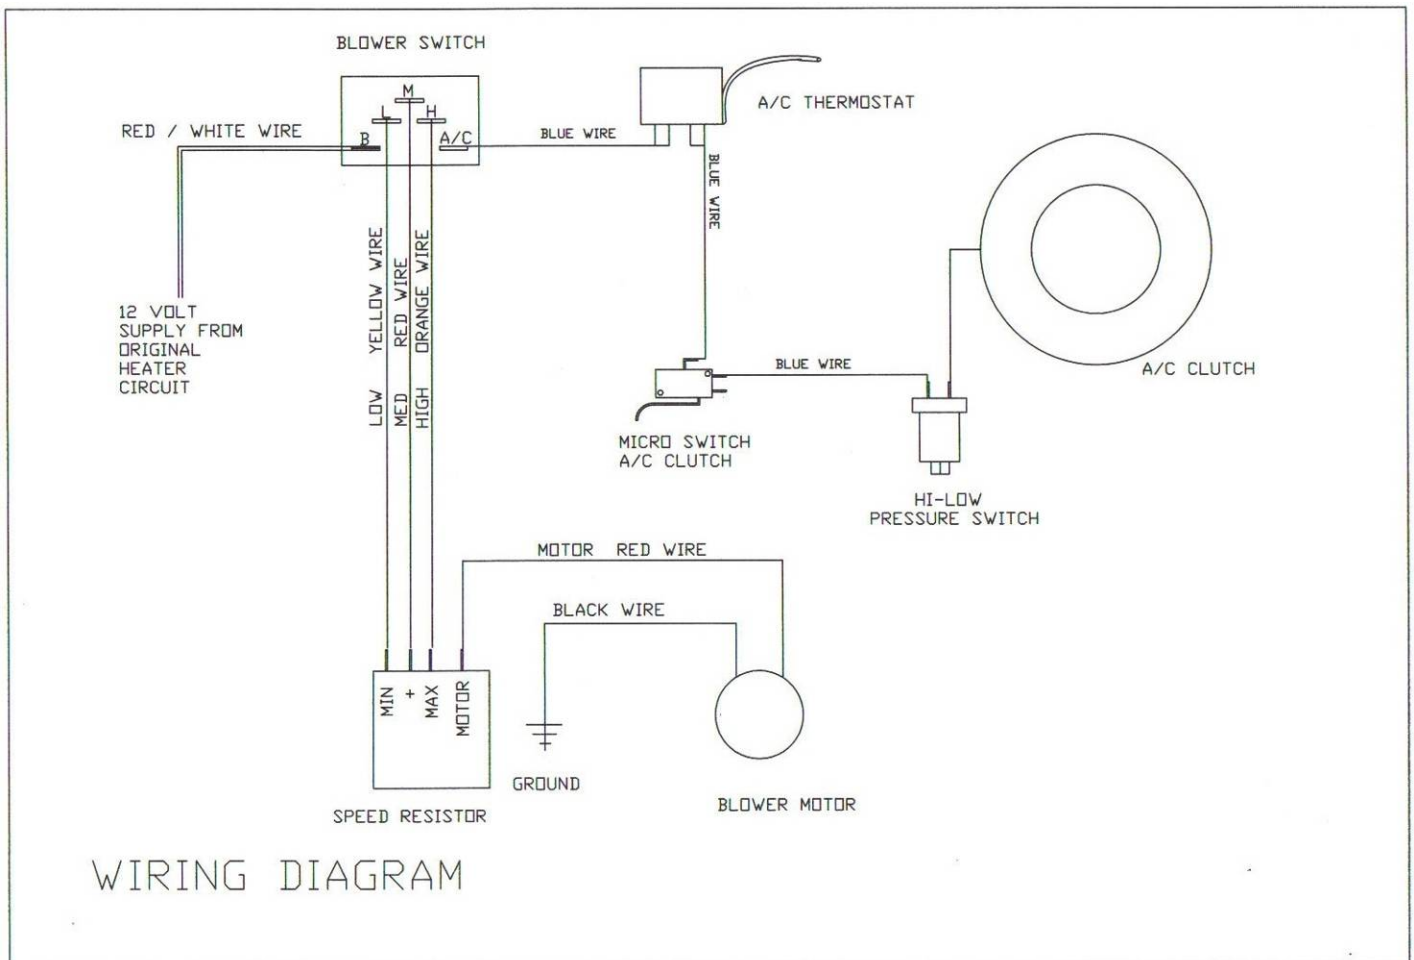 BLOWER SWITCH
M
L
H
B
A/C
RED / WHITE WIRE
BLUE WIRE
A/C THERMOSTAT
BLUE WIRE
12 VOLT
SUPPLY FROM
ORIGINAL
HEATER
CIRCUIT
LOW YELLOW WIRE
MED RED WIRE
HIGH ORANGE WIRE
BLUE WIRE
A/C CLUTCH
MICRO SWITCH
A/C CLUTCH
HI-LOW
PRESSURE SWITCH
MOTOR RED WIRE
BLACK WIRE
MIN
+
MAX
MOTOR
GROUND
SPEED RESISTOR
BLOWER MOTOR
WIRING DIAGRAM